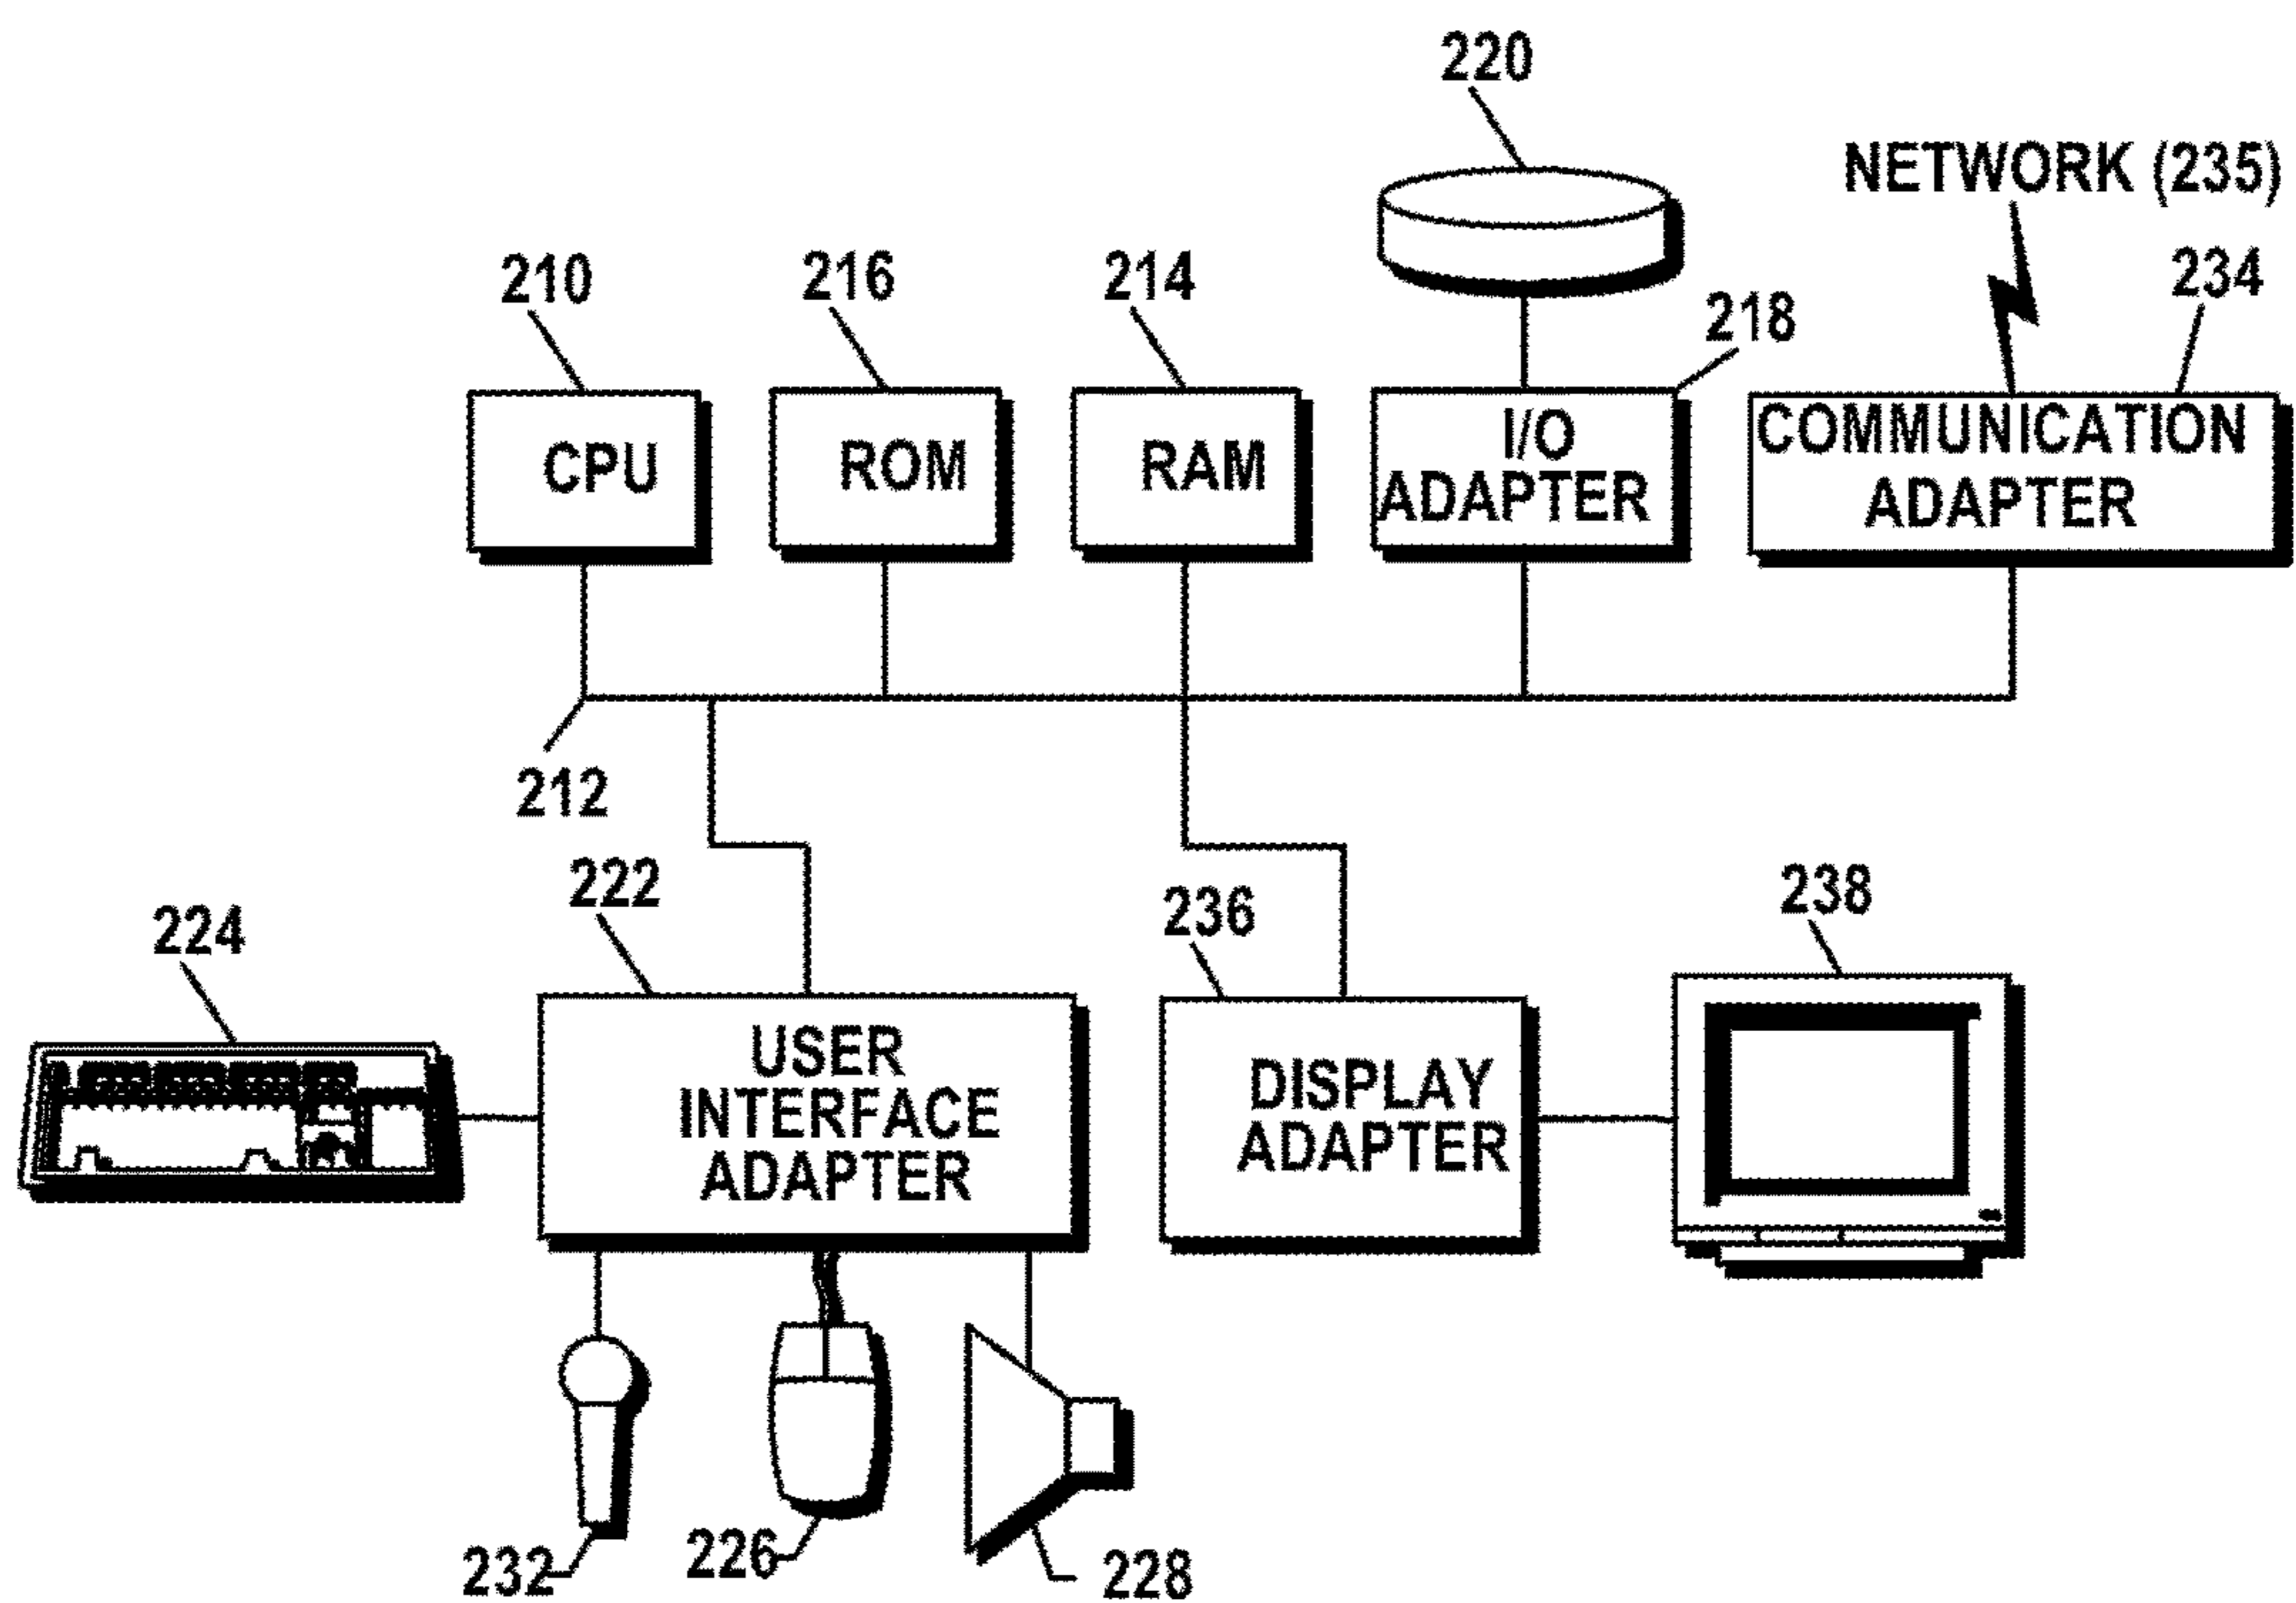 220
NETWORK (235)
210
216
214
218
234
CPU
ROM
RAM
I/O
ADAPTER
COMMUNICATION
ADAPTER
212
222
224
236
238
USER
INTERFACE
ADAPTER
DISPLAY
ADAPTER
232
226
228